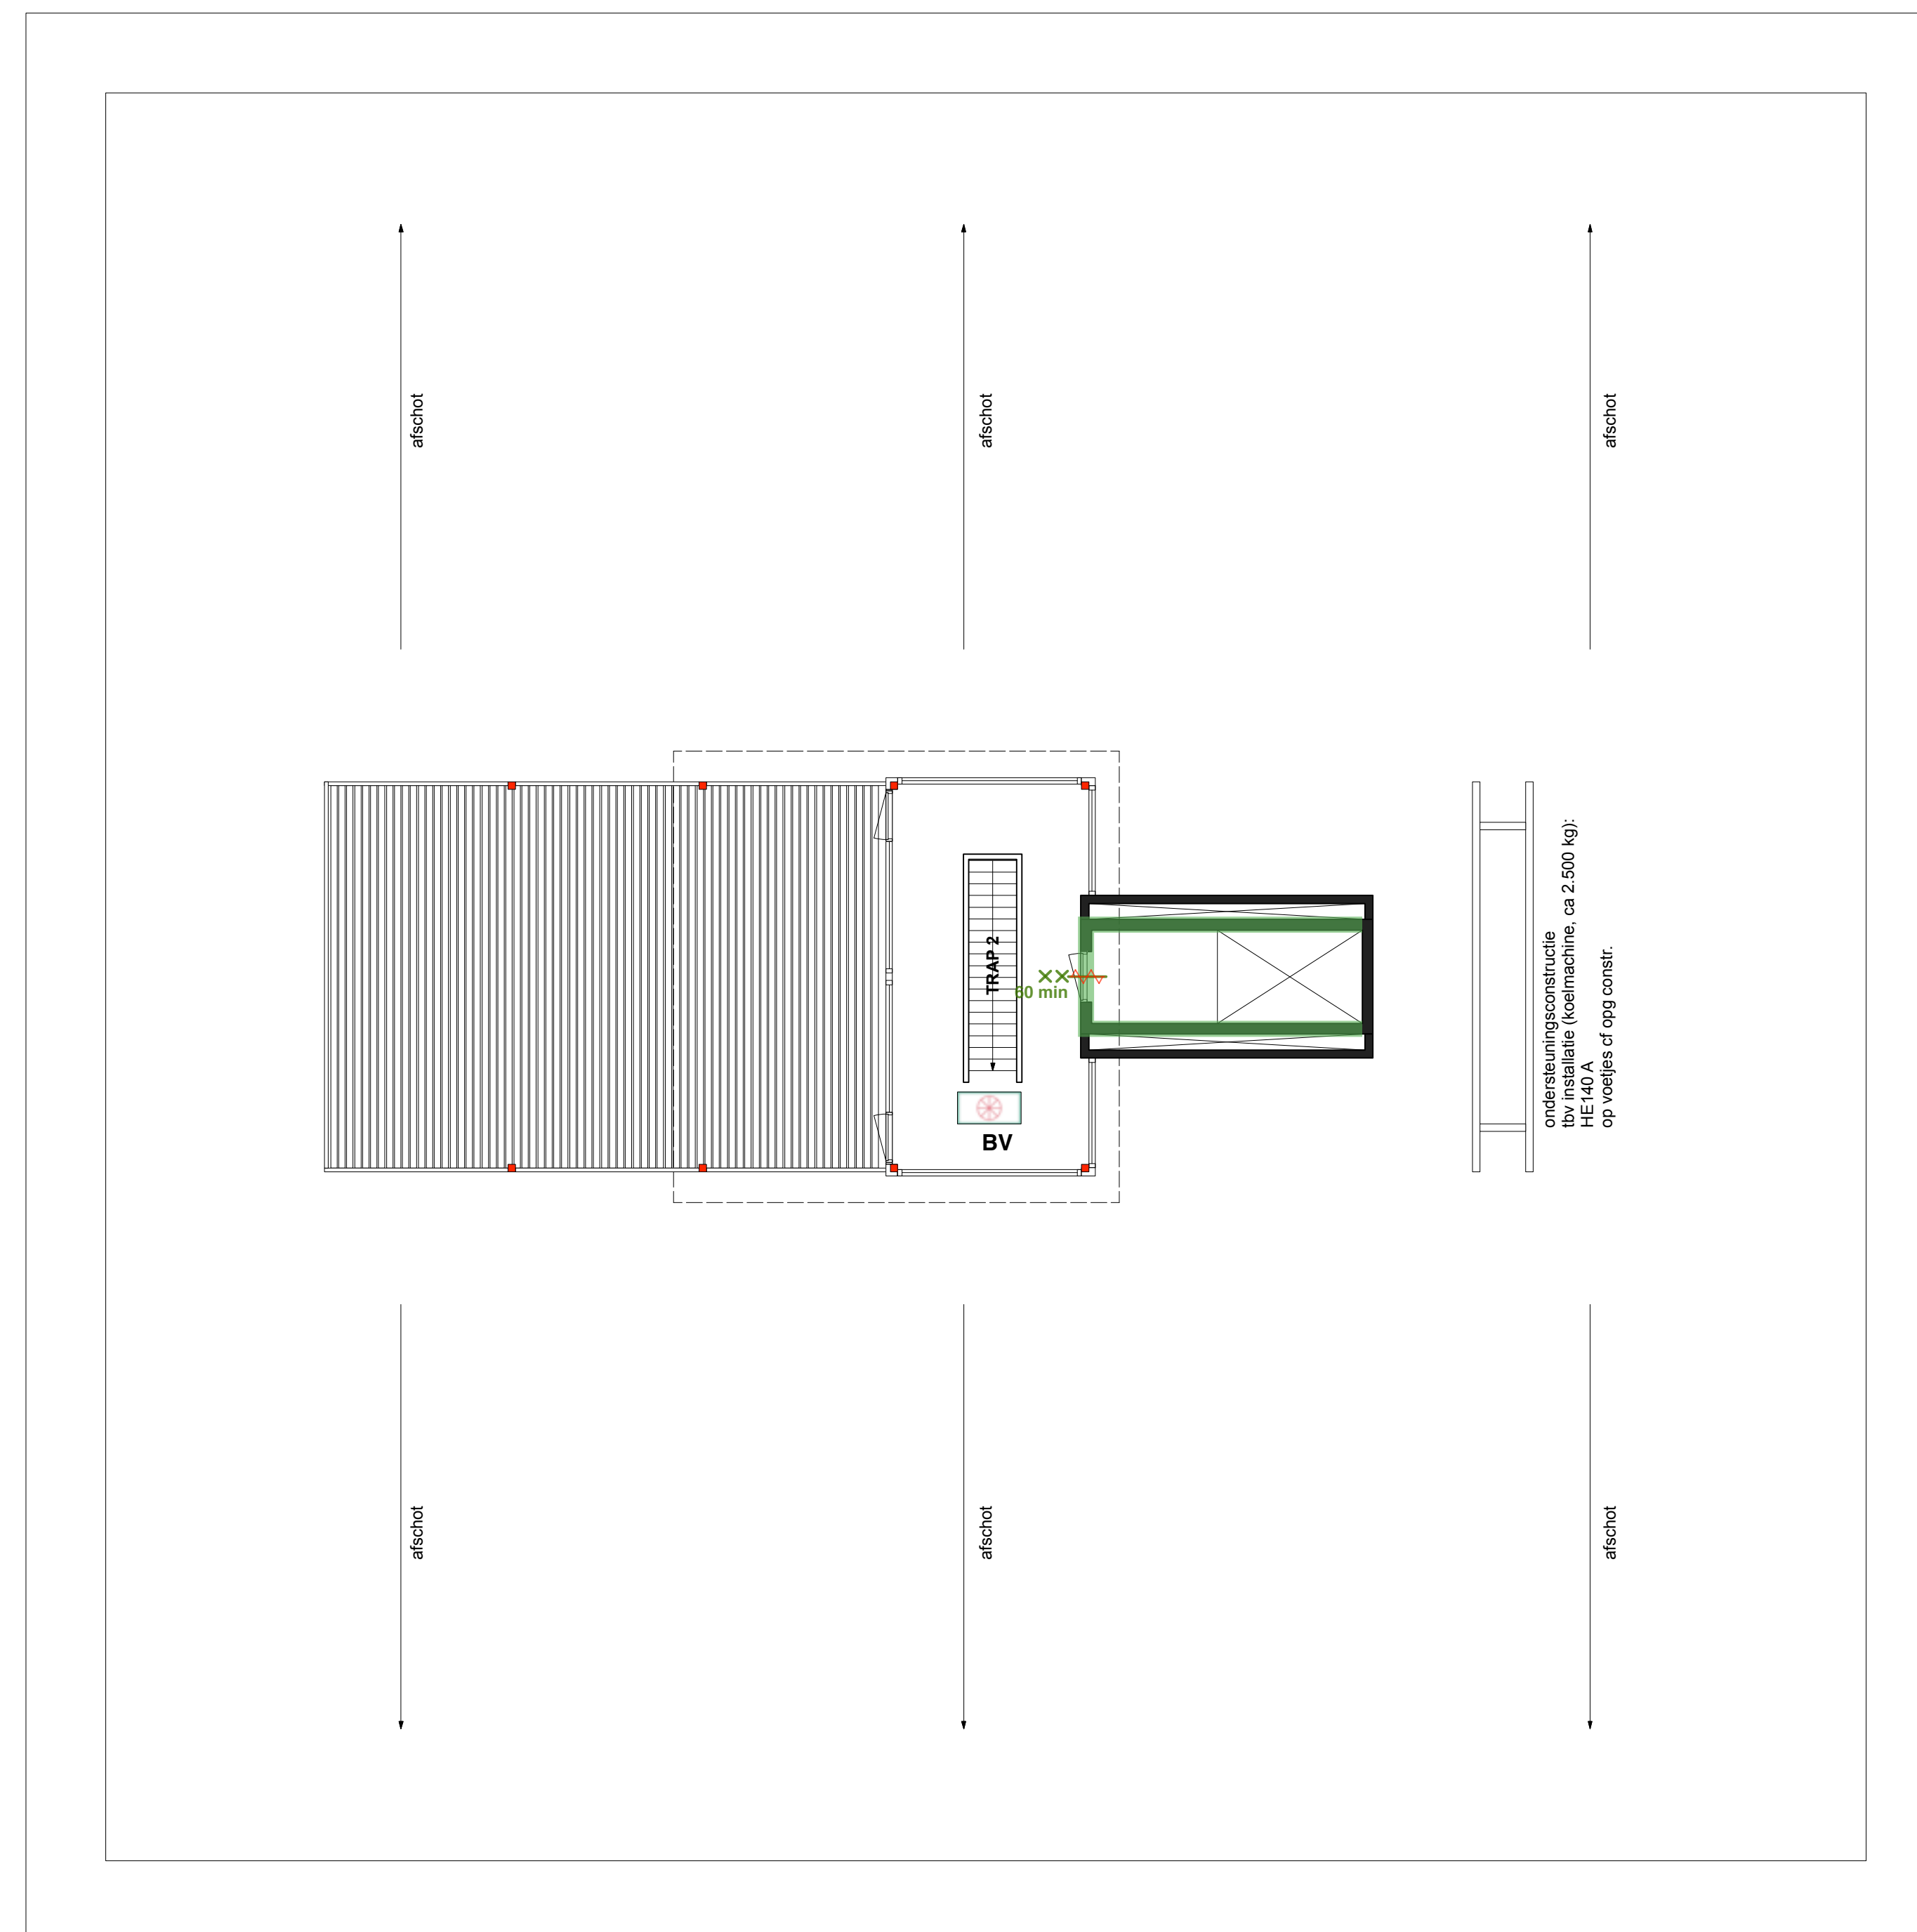 afschot
afschot
afschot
TRAP 2
60 min
BV
ondersteuningsconstructie
tbv installatie (koelmachine, ca 2.500 kg):
HE140 A
op voetjes cf opg constr.
afschot
afschot
afschot